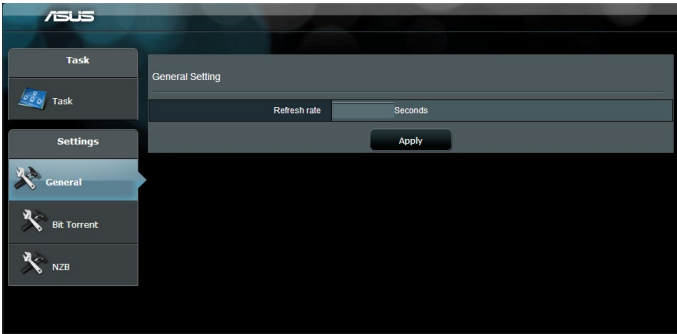 ASUS
Task
Task
Settings
General
Bit Torrent
NZB
General Setting
Refresh rate Seconds
Apply